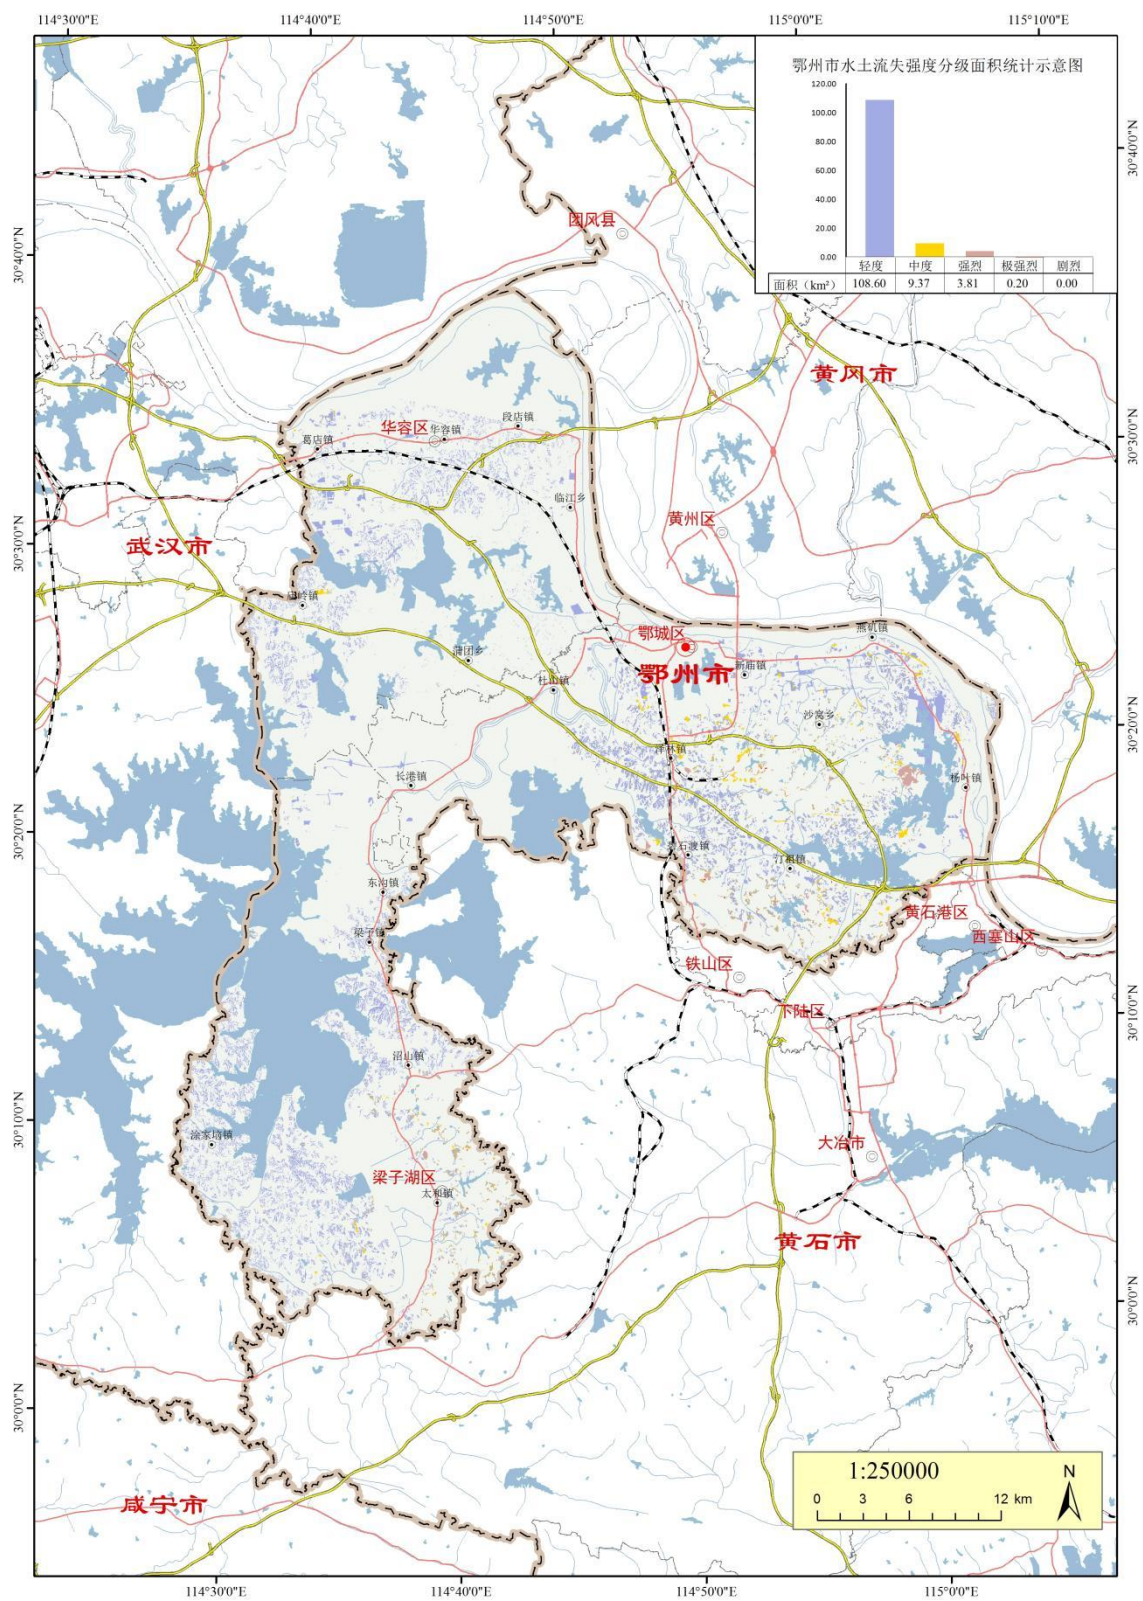 114°30'0"E
114°40'0"E
114°50'0"E
115°0'0"E
115°10'0"E
鄂州市水土流失强度分级面积统计示意图
120.00
100.00
80.00
60.00
40.00
20.00
0.00
轻度 中度 强烈 极强烈 剧烈
面积（km²） 108.60 9.37 3.81 0.20 0.00
30°40'0"N
30°40'0"N
团风县
黄冈市
华容区
华容镇
段店镇
葛店镇
30°30'0"N
临江乡
黄州区
武汉市
30°30'0"N
燕矶镇
鄂城区
蒲团乡
鄂州市
新庙镇
杜山镇
沙窝乡
30°20'0"N
泽林镇
长港镇
杨叶镇
30°20'0"N
汀祖镇
东沟镇
黄石港区
梁子镇
西塞山区
铁山区
下陆区
30°10'0"N
沼山镇
30°10'0"N
涂家垴镇
大冶市
梁子湖区
太和镇
黄石市
30°0'0"N
30°0'0"N
1:250000
N
0 3 6 12 km
咸宁市
114°30'0"E
114°40'0"E
114°50'0"E
115°0'0"E